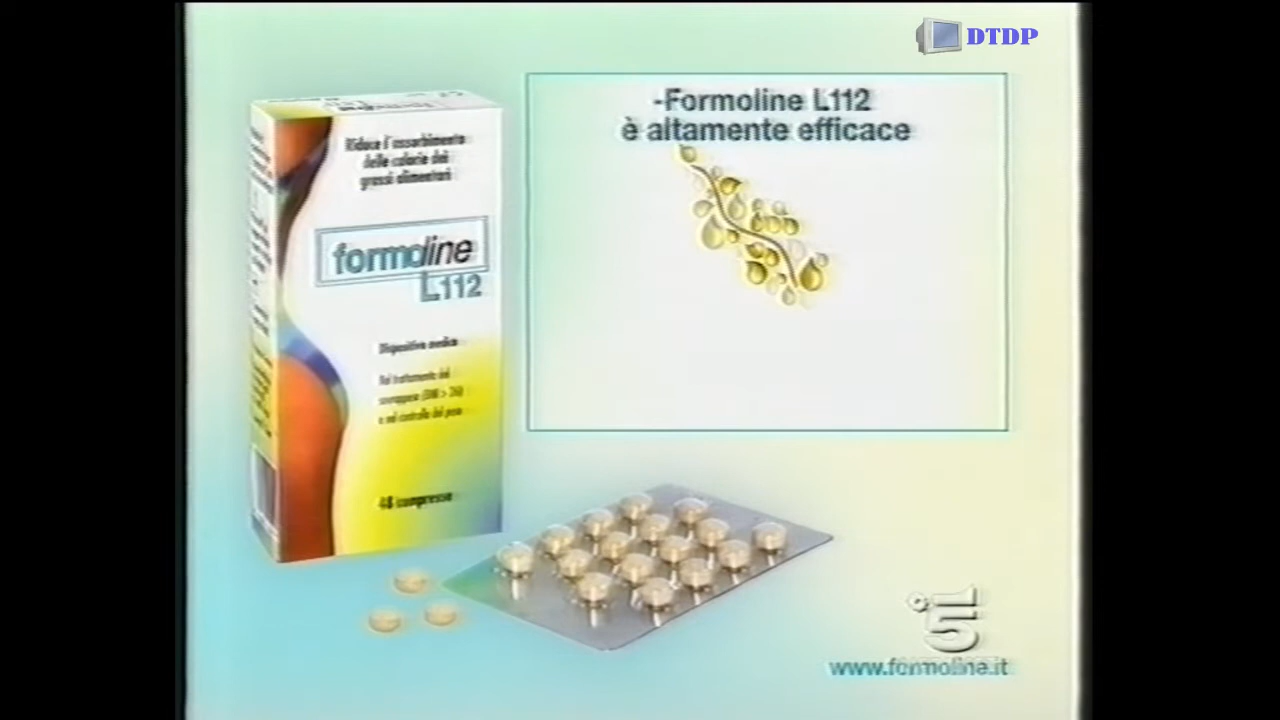 DTDP
-Formoline L112
è altamente efficace
Riduce l'assorbimento
delle calorie dei
grassi alimentari
formoline
L112
Dispositivo medico
Nel trattamento del
sovrappeso (BMI > 26)
e nel controllo del peso
48 compresse
5
www.formoline.it